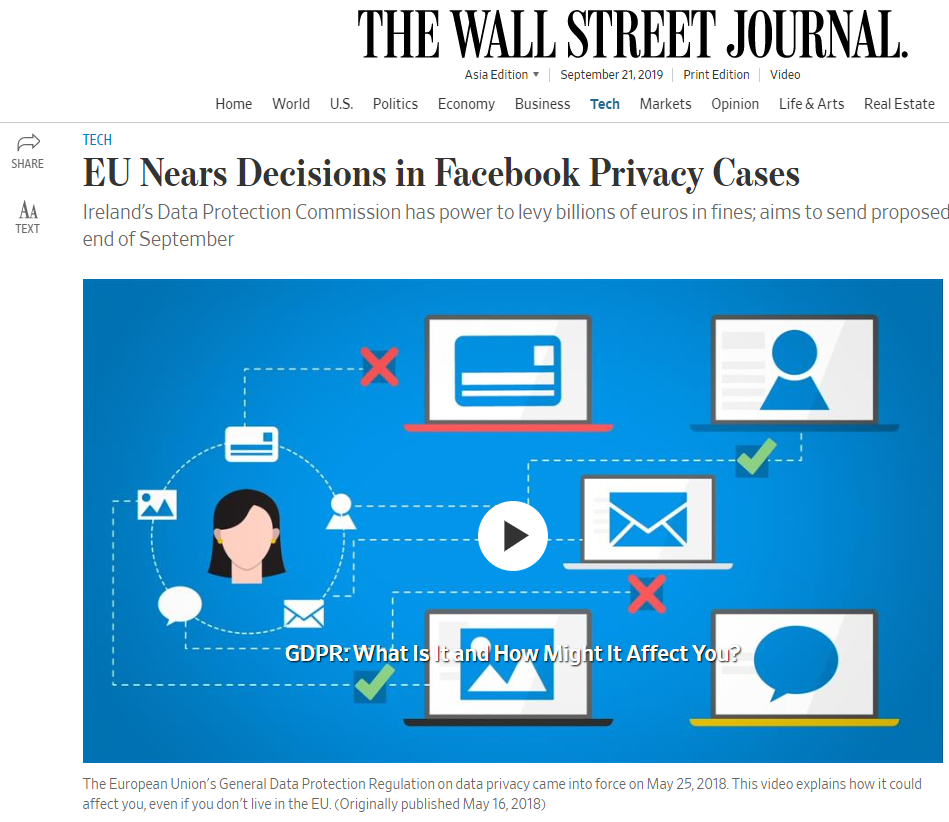 THE WALL STREET JOURNAL.
Asia Edition ▾ | September 21, 2019 | Print Edition | Video
Home World U.S. Politics Economy Business Tech Markets Opinion Life & Arts Real Estate
SHARE
AA
TEXT
TECH
EU Nears Decisions in Facebook Privacy Cases
Ireland's Data Protection Commission has power to levy billions of euros in fines; aims to send proposed
end of September
GDPR: What Is It and How Might It Affect You?
The European Union's General Data Protection Regulation on data privacy came into force on May 25, 2018. This video explains how it could
affect you, even if you don't live in the EU. (Originally published May 16, 2018)